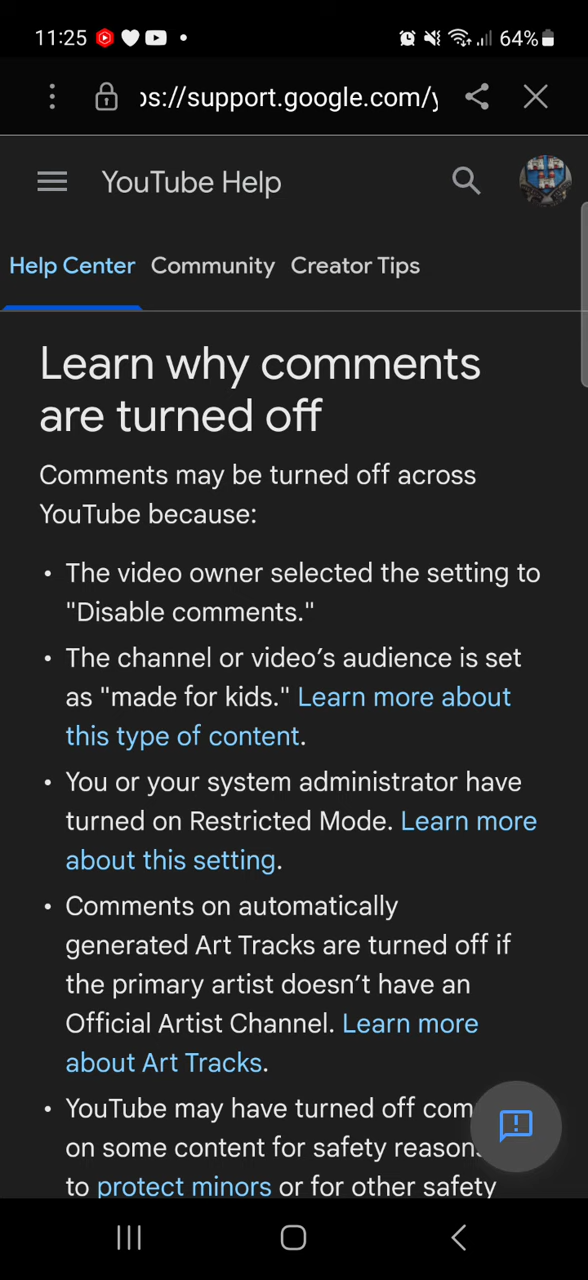 11:25
64%
ɔs://support.google.com/y
YouTube Help
Help Center Community Creator Tips
Learn why comments
are turned off
Comments may be turned off across
YouTube because:
• The video owner selected the setting to
"Disable comments."
• The channel or video’s audience is set
as "made for kids." Learn more about
this type of content.
• You or your system administrator have
turned on Restricted Mode. Learn more
about this setting.
• Comments on automatically
generated Art Tracks are turned off if
the primary artist doesn’t have an
Official Artist Channel. Learn more
about Art Tracks.
• YouTube may have turned off com
on some content for safety reasons
to protect minors or for other safety